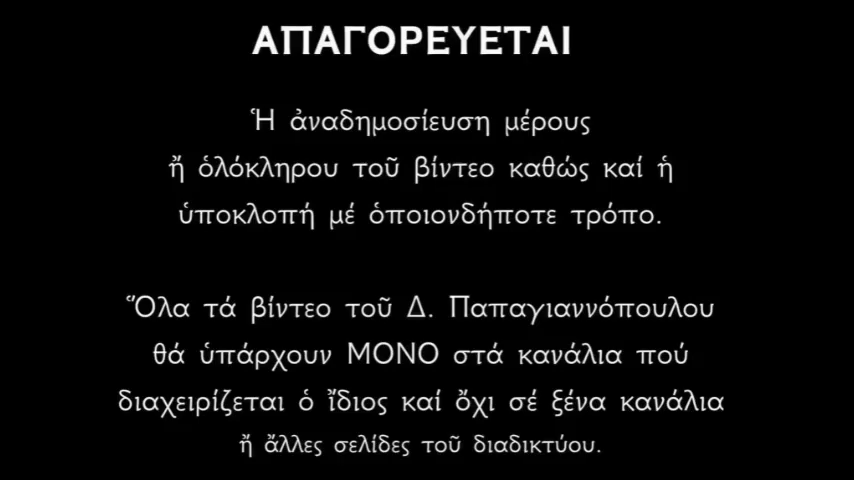 ΑΠΑΓΟΡΕΥΕΤΑΙ
Ἡ ἀναδημοσίευση μέρους
ἤ ὁλόκληρου τοῦ βίντεο καθώς καί ἡ
ὑποκλοπή μέ ὁποιονδήποτε τρόπο.
Ὅλα τά βίντεο τοῦ Δ. Παπαγιαννόπουλου
θά ὑπάρχουν ΜΟΝΟ στά κανάλια πού
διαχειρίζεται ὁ ἴδιος καί ὄχι σέ ξένα κανάλια
ἤ ἄλλες σελίδες τοῦ διαδικτύου.